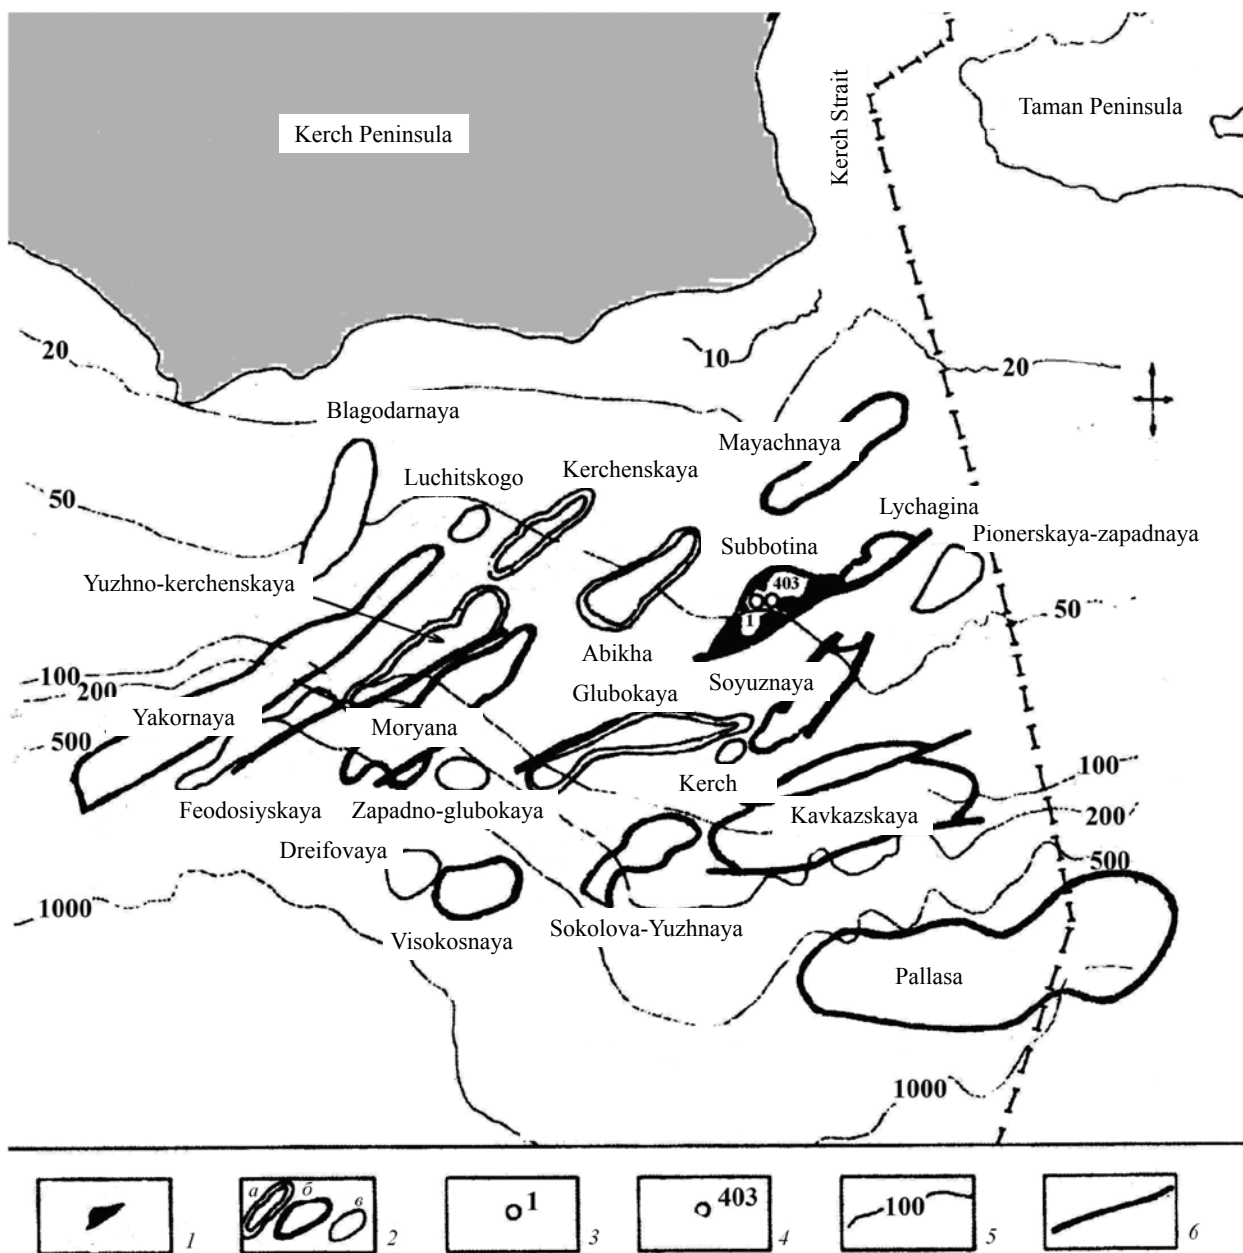 Kerch Strait
Taman Peninsula
Kerch Peninsula
10
20
20
Blagodarnaya
Mayachnaya
Luchitskogo
Kerchenskaya
50
Lychagina
Pionerskaya-zapadnaya
Subbotina
403
Yuzhno-kerchenskaya
1
50
Abikha
100
200
Glubokaya
Soyuznaya
Yakornaya
Moryana
500
100
Kerch
Feodosiyskaya
Zapadno-glubokaya
Kavkazskaya
200
Dreifovaya
500
1000
Sokolova-Yuzhnaya
Visokosnaya
Pallasa
1000
1
а б в 2
1 3
403 4
100 5
6